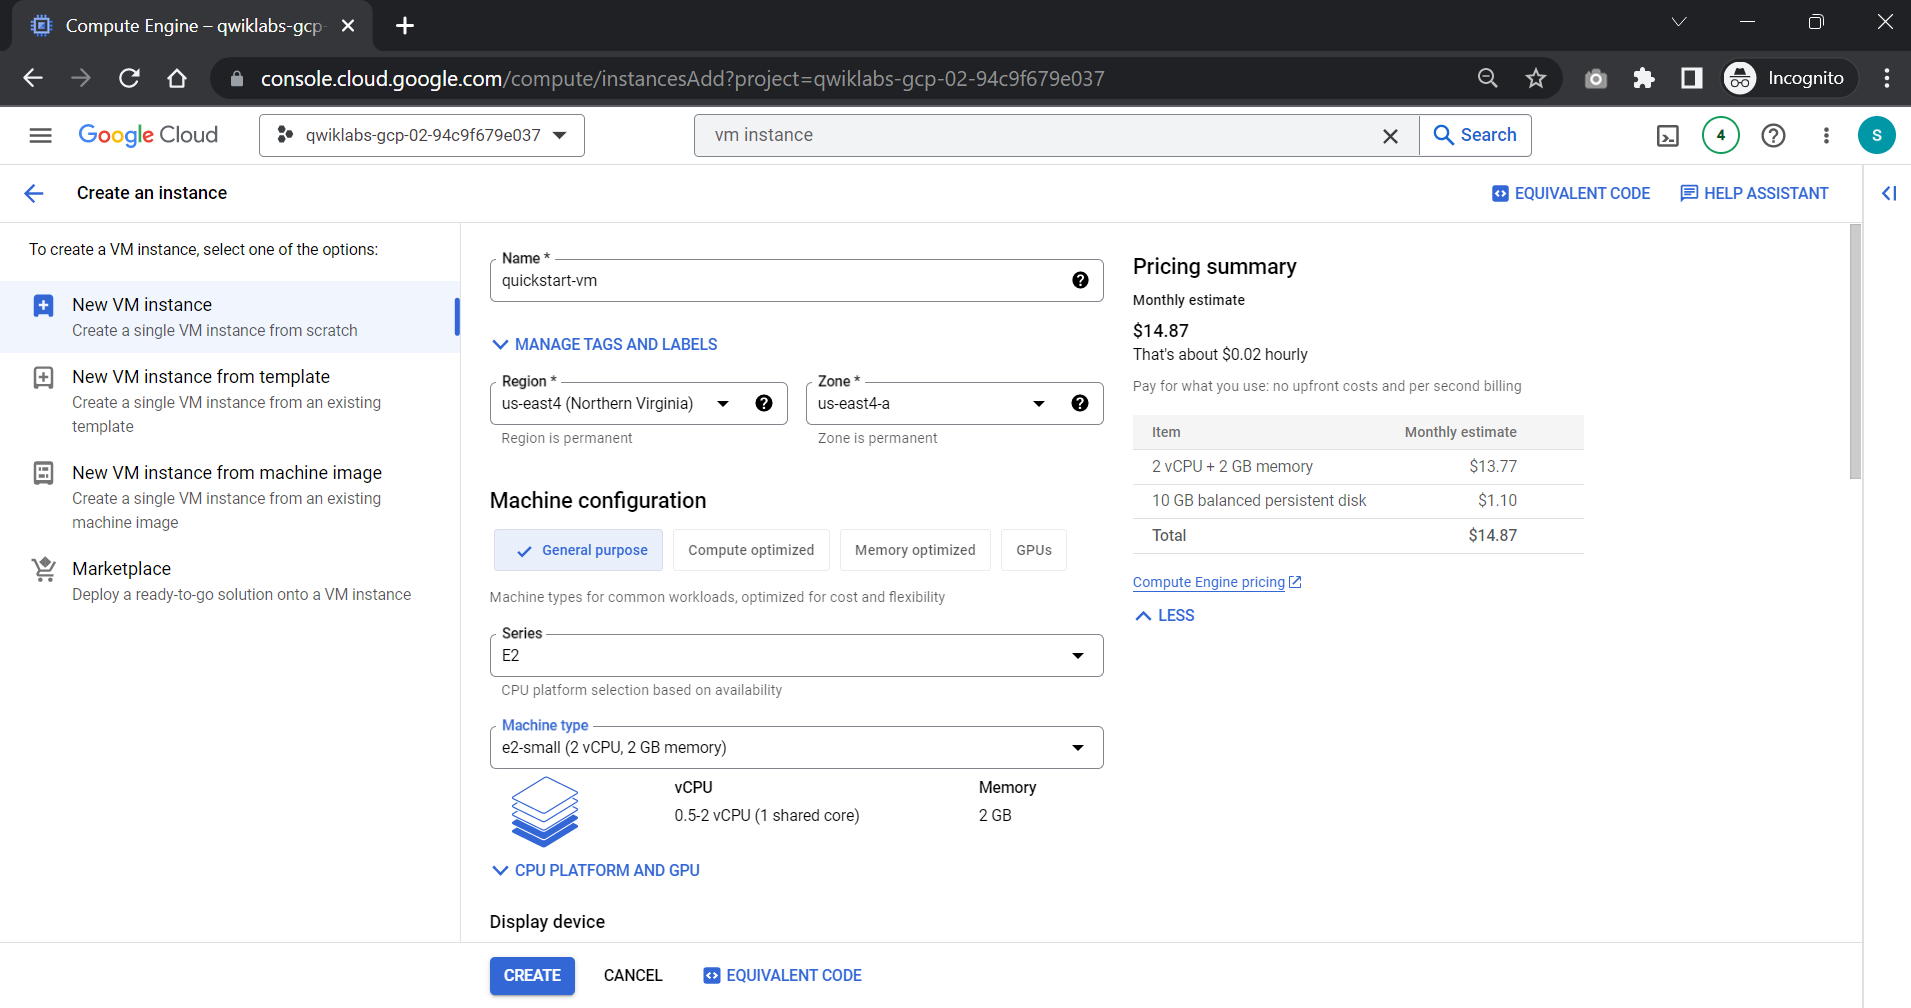 Compute Engine – qwiklabs-gcp-
console.cloud.google.com/compute/instancesAdd?project=qwiklabs-gcp-02-94c9f679e037
Incognito
Google Cloud
qwiklabs-gcp-02-94c9f679e037
vm instance
Search
4
S
Create an instance
EQUIVALENT CODE
HELP ASSISTANT
To create a VM instance, select one of the options:
New VM instance
Create a single VM instance from scratch
New VM instance from template
Create a single VM instance from an existing
template
New VM instance from machine image
Create a single VM instance from an existing
machine image
Marketplace
Deploy a ready-to-go solution onto a VM instance
Name *
quickstart-vm
MANAGE TAGS AND LABELS
Region *
us-east4 (Northern Virginia)
Region is permanent
Zone *
us-east4-a
Zone is permanent
Machine configuration
General purpose
Compute optimized
Memory optimized
GPUs
Machine types for common workloads, optimized for cost and flexibility
Series
E2
CPU platform selection based on availability
Machine type
e2-small (2 vCPU, 2 GB memory)
vCPU
0.5-2 vCPU (1 shared core)
Memory
2 GB
CPU PLATFORM AND GPU
Display device
Pricing summary
Monthly estimate
$14.87
That's about $0.02 hourly
Pay for what you use: no upfront costs and per second billing
Item Monthly estimate
2 vCPU + 2 GB memory $13.77
10 GB balanced persistent disk $1.10
Total $14.87
Compute Engine pricing
LESS
CREATE
CANCEL
EQUIVALENT CODE